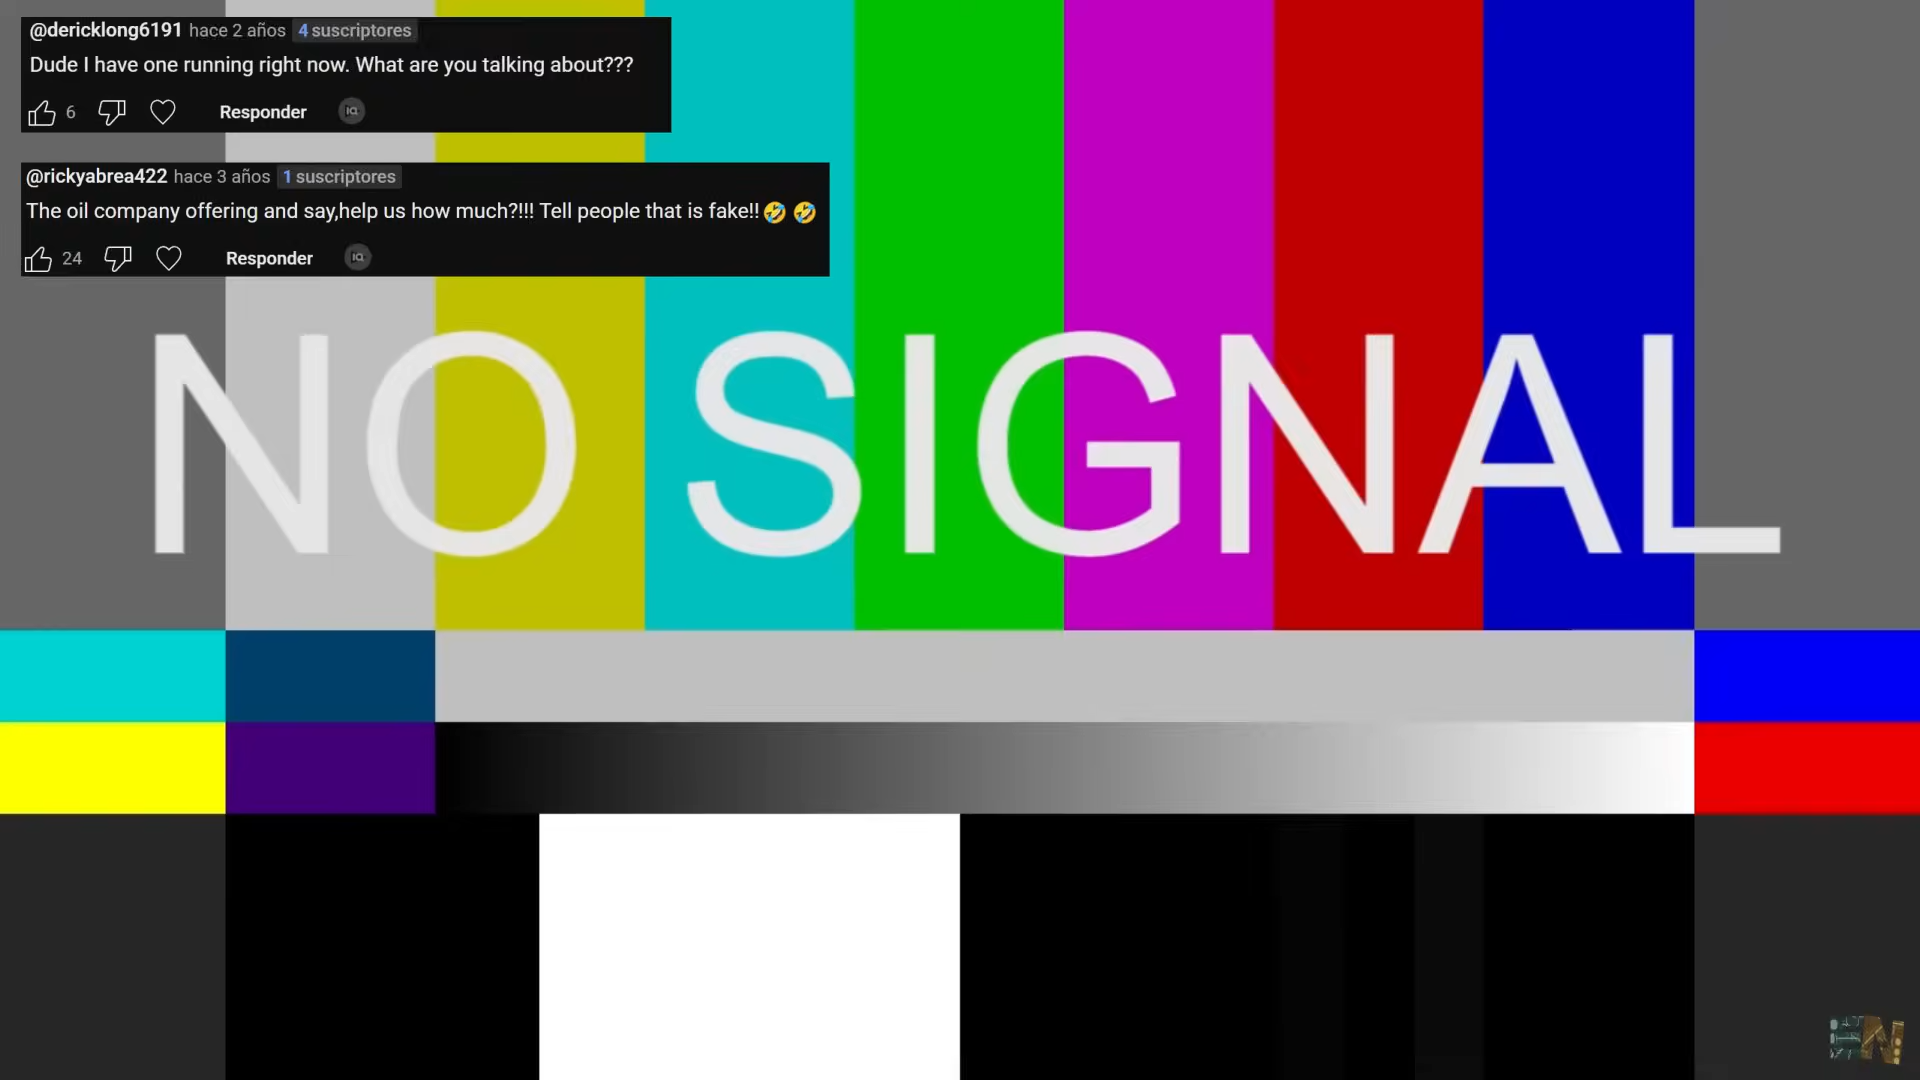 @dericklong6191 hace 2 años 4 suscriptores
Dude I have one running right now. What are you talking about???
6 Responder
@rickyabrea422 hace 3 años 1 suscriptores
The oil company offering and say,help us how much?!!! Tell people that is fake!!🤣 🤣
24 Responder
NO SIGNAL